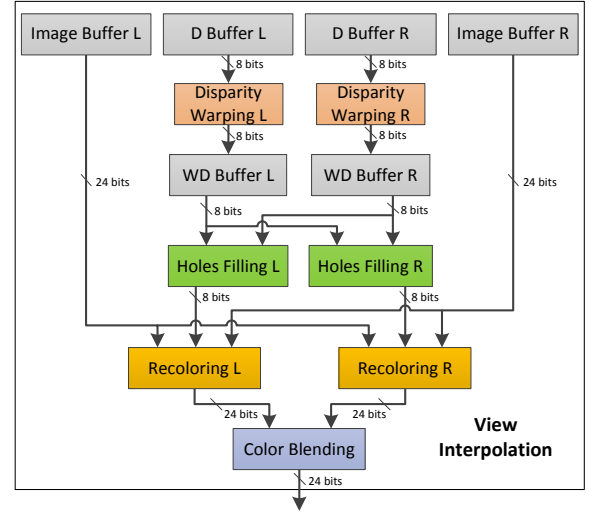 Image Buffer L
D Buffer L
D Buffer R
Image Buffer R
8 bits
8 bits
Disparity
Warping L
Disparity
Warping R
8 bits
8 bits
WD Buffer L
WD Buffer R
24 bits
24 bits
8 bits
8 bits
Holes Filling L
Holes Filling R
8 bits
8 bits
Recoloring L
Recoloring R
24 bits
24 bits
Color Blending
View
Interpolation
24 bits